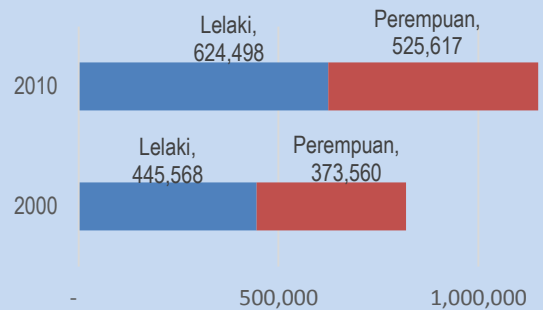 Lelaki,
624,498
Perempuan,
525,617
2010
Lelaki,
445,568
Perempuan,
373,560
2000
-
500,000
1,000,000